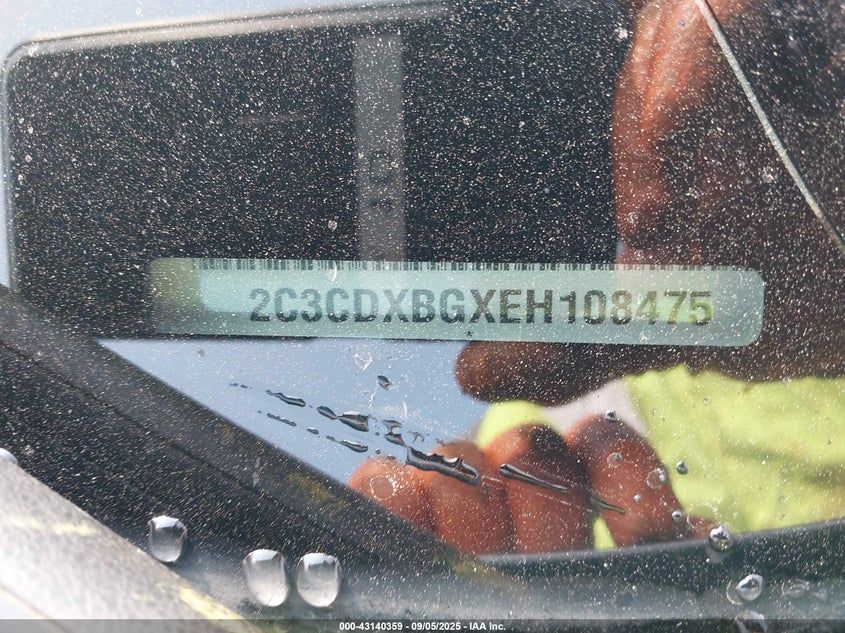 2C3CDXBGXEH108475
000-43140359 - 09/05/2025 - IAA Inc.